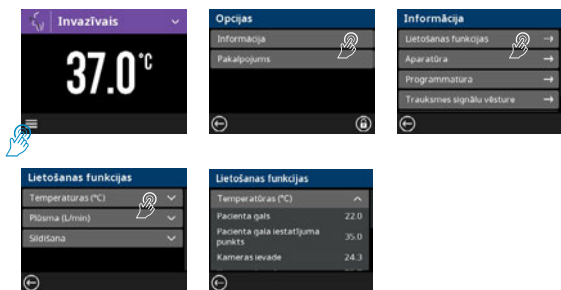 Invazīvais
37.0°C
Opcijas
Informācija
Pakalpojums
Informācija
Lietošanas funkcijas
Aparatūra
Programmatūra
Trauksmes signālu vēsture
Lietošanas funkcijas
Temperatūras (°C)
Plūsma (L/min)
Sildīšana
Lietošanas funkcijas
Temperatūras (°C)
Pacienta gals 22.0
Pacienta gala iestatījuma
punkts 35.0
Kameras ievade 24.3